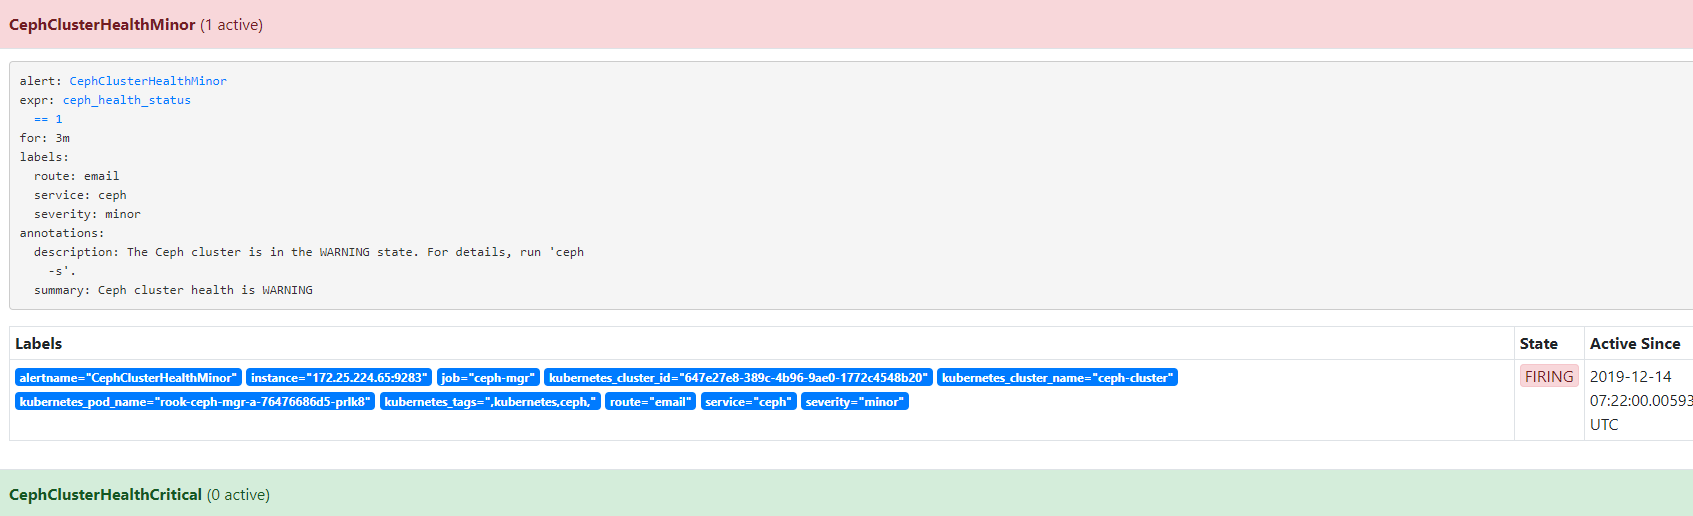 CephClusterHealthMinor (1 active)
alert: CephClusterHealthMinor
expr: ceph_health_status
== 1
for: 3m
labels:
route: email
service: ceph
severity: minor
annotations:
description: The Ceph cluster is in the WARNING state. For details, run 'ceph
-s'.
summary: Ceph cluster health is WARNING
Labels State Active Since
alertname="CephClusterHealthMinor" instance="172.25.224.65:9283" job="ceph-mgr" kubernetes_cluster_id="647e27e8-389c-4b96-9ae0-1772c4548b20" kubernetes_cluster_name="ceph-cluster"
kubernetes_pod_name="rook-ceph-mgr-a-76476686d5-prlk8" kubernetes_tags=",kubernetes,ceph," route="email" service="ceph" severity="minor"
FIRING
2019-12-14
07:22:00.00593
UTC
CephClusterHealthCritical (0 active)